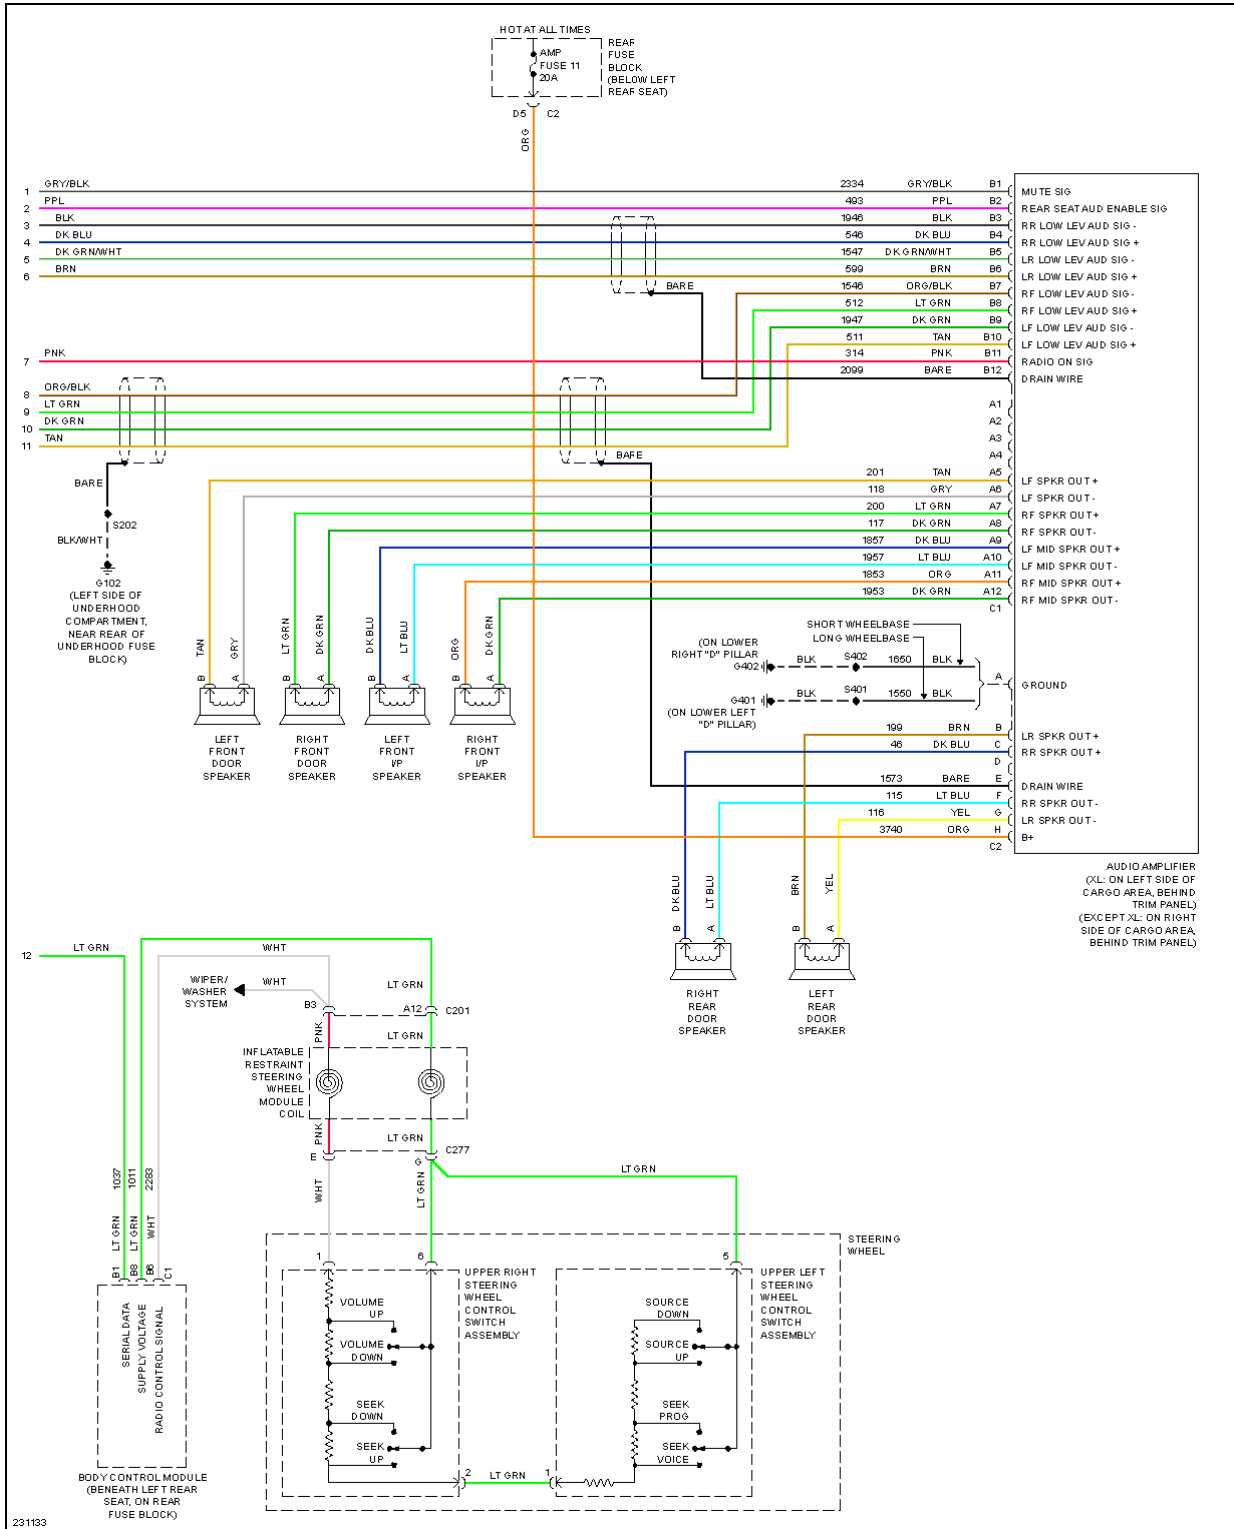 HOT AT ALL TIMES
AMP
FUSE 11
20A
REAR
FUSE
BLOCK
(BELOW LEFT
REAR SEAT)
D5 C2
ORG
1 GRY/BLK 2334 GRY/BLK B1 MUTE SIG
2 PPL 493 PPL B2 REAR SEAT AUD ENABLE SIG
3 BLK 1946 BLK B3 RR LOW LEV AUD SIG -
4 DK BLU 546 DK BLU B4 RR LOW LEV AUD SIG +
5 DK GRN/WHT 1547 DK GRN/WHT B5 LR LOW LEV AUD SIG -
6 BRN 599 BRN B6 LR LOW LEV AUD SIG +
BARE 1546 ORG/BLK B7 RF LOW LEV AUD SIG -
512 LT GRN B8 RF LOW LEV AUD SIG +
1947 DK GRN B9 LF LOW LEV AUD SIG -
511 TAN B10 LF LOW LEV AUD SIG +
7 PNK 314 PNK B11 RADIO ON SIG
2099 BARE B12 DRAIN WIRE
8 ORG/BLK
9 LT GRN
10 DK GRN
11 TAN
A1
A2
A3
A4
BARE
BARE
S202
BLK/WHT
G102
(LEFT SIDE OF
UNDERHOOD
COMPARTMENT,
NEAR REAR OF
UNDERHOOD FUSE
BLOCK)
201 TAN A5 LF SPKR OUT +
118 GRY A6 LF SPKR OUT -
200 LT GRN A7 RF SPKR OUT +
117 DK GRN A8 RF SPKR OUT -
1857 DK BLU A9 LF MID SPKR OUT +
1957 LT BLU A10 LF MID SPKR OUT -
1853 ORG A11 RF MID SPKR OUT +
1953 DK GRN A12 RF MID SPKR OUT -
C1
TAN GRY LT GRN DK GRN DK BLU LT BLU ORG DK GRN
B A B A B A B A
LEFT
FRONT
DOOR
SPEAKER
RIGHT
FRONT
DOOR
SPEAKER
LEFT
FRONT
I/P
SPEAKER
RIGHT
FRONT
I/P
SPEAKER
SHORT WHEELBASE
LONG WHEELBASE
(ON LOWER
RIGHT "D" PILLAR)
G402 BLK S402 1650 BLK
A GROUND
G401 BLK S401 1550 BLK
(ON LOWER LEFT
"D" PILLAR)
199 BRN B LR SPKR OUT +
46 DK BLU C RR SPKR OUT +
D
1573 BARE E DRAIN WIRE
115 LT BLU F RR SPKR OUT -
116 YEL G LR SPKR OUT -
3740 ORG H B+
C2
AUDIO AMPLIFIER
(XL: ON LEFT SIDE OF
CARGO AREA, BEHIND
TRIM PANEL)
(EXCEPT XL: ON RIGHT
SIDE OF CARGO AREA,
BEHIND TRIM PANEL)
DK BLU LT BLU BRN YEL
B A B A
RIGHT
REAR
DOOR
SPEAKER
LEFT
REAR
DOOR
SPEAKER
12 LT GRN WHT
WIPER/
WASHER
SYSTEM
WHT
LT GRN
B3 A12 C201
PNK LT GRN
INFLATABLE
RESTRAINT
STEERING
WHEEL
MODULE
COIL
PNK LT GRN
E G C277
WHT LT GRN LT GRN
1037 1011 2283
LT GRN LT GRN WHT
B1 B8 B6 C1
SERIAL DATA
SUPPLY VOLTAGE
RADIO CONTROL SIGNAL
BODY CONTROL MODULE
(BENEATH LEFT REAR
SEAT, ON REAR
FUSE BLOCK)
STEERING
WHEEL
1 6 5
UPPER RIGHT
STEERING
WHEEL
CONTROL
SWITCH
ASSEMBLY
VOLUME
UP
VOLUME
DOWN
SEEK
DOWN
SEEK
UP
2 LT GRN 1
UPPER LEFT
STEERING
WHEEL
CONTROL
SWITCH
ASSEMBLY
SOURCE
DOWN
SOURCE
UP
SEEK
PROG
SEEK
VOICE
231133